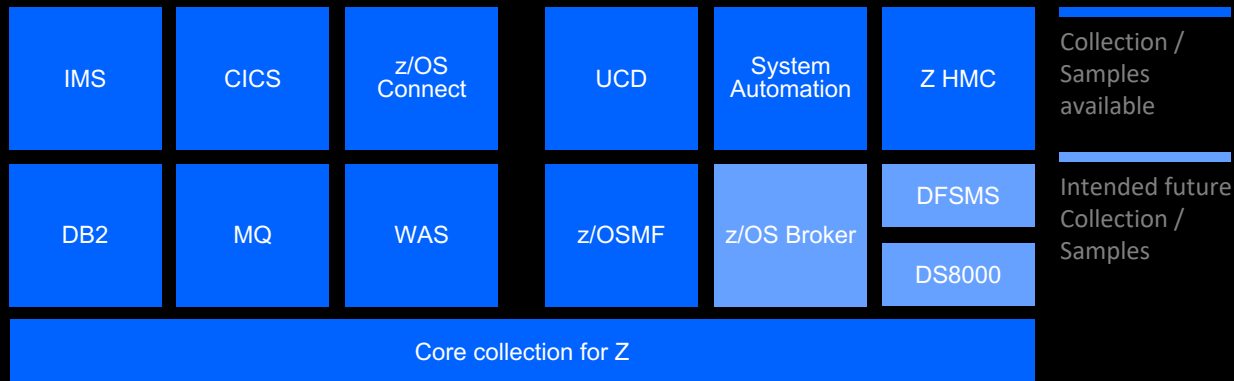 IMS
CICS
z/OS
Connect
UCD
System
Automation
Z HMC
Collection /
Samples
available
DB2
MQ
WAS
z/OSMF
z/OS Broker
DFSMS
DS8000
Intended future
Collection /
Samples
Core collection for Z